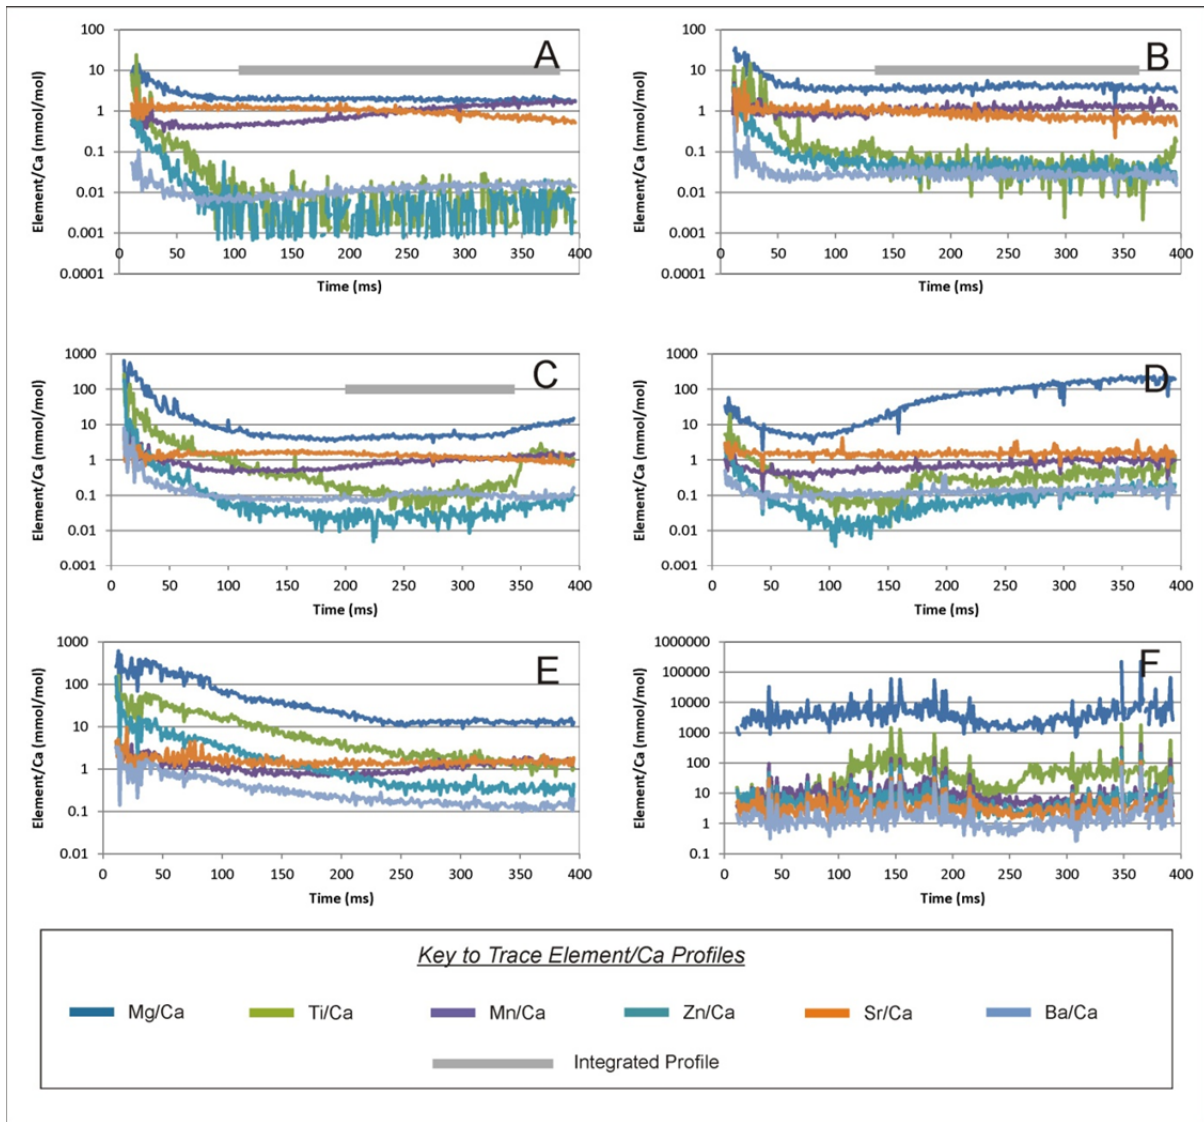 A
100
10
1
0.1
0.01
0.001
0.0001
Element/Ca (mmol/mol)
0 50 100 150 200 250 300 350 400
Time (ms)
B
100
10
1
0.1
0.01
0.001
0.0001
Element/Ca (mmol/mol)
0 50 100 150 200 250 300 350 400
Time (ms)
C
1000
100
10
1
0.1
0.01
0.001
Element/Ca (mmol/mol)
0 50 100 150 200 250 300 350 400
Time (ms)
D
1000
100
10
1
0.1
0.01
0.001
Element/Ca (mmol/mol)
0 50 100 150 200 250 300 350 400
Time (ms)
E
1000
100
10
1
0.1
0.01
Element/Ca (mmol/mol)
0 50 100 150 200 250 300 350 400
Time (ms)
F
1000000
100000
10000
1000
100
10
1
0.1
Element/Ca (mmol/mol)
0 50 100 150 200 250 300 350 400
Time (ms)
Key to Trace Element/Ca Profiles
Mg/Ca Ti/Ca Mn/Ca Zn/Ca Sr/Ca Ba/Ca
Integrated Profile